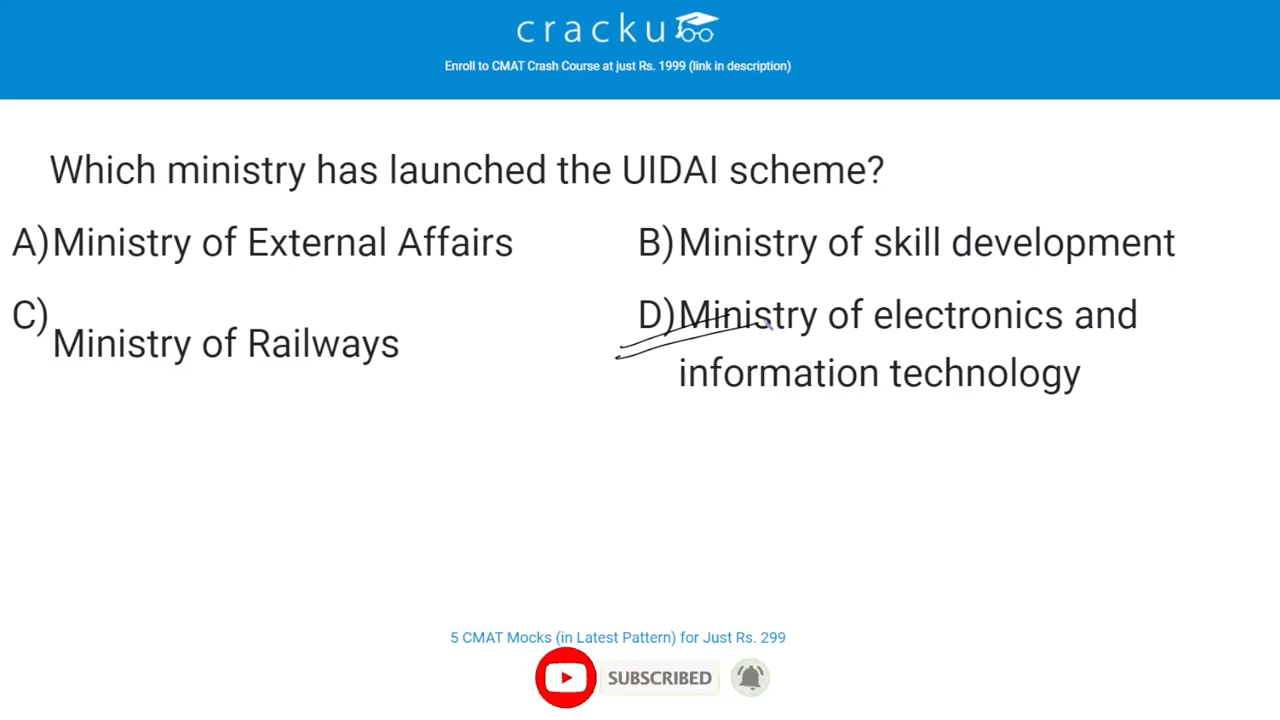 cracku
Enroll to CMAT Crash Course at just Rs. 1999 (link in description)
Which ministry has launched the UIDAI scheme?
A)Ministry of External Affairs
B)Ministry of skill development
C)
Ministry of Railways
D)Ministry of electronics and
information technology
5 CMAT Mocks (in Latest Pattern) for Just Rs. 299
SUBSCRIBED